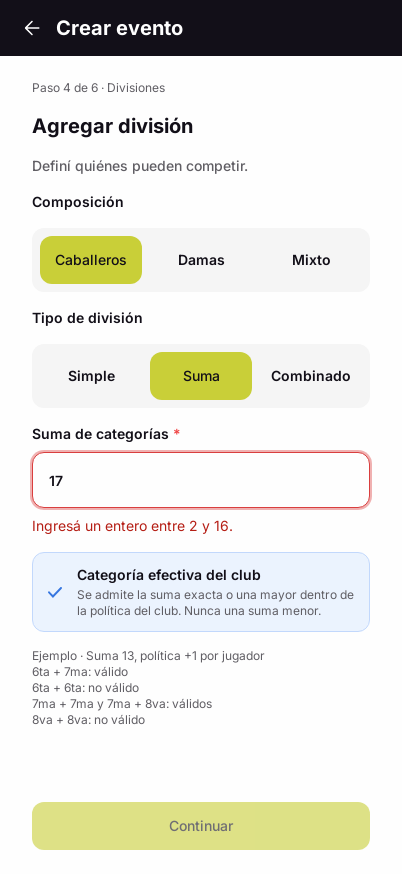 Crear evento
Paso 4 de 6 · Divisiones
Agregar división
Definí quiénes pueden competir.
Composición
Caballeros Damas Mixto
Tipo de división
Simple Suma Combinado
Suma de categorías *
17
Ingresá un entero entre 2 y 16.
Categoría efectiva del club
Se admite la suma exacta o una mayor dentro de
la política del club. Nunca una suma menor.
Ejemplo · Suma 13, política +1 por jugador
6ta + 7ma: válido
6ta + 6ta: no válido
7ma + 7ma y 7ma + 8va: válidos
8va + 8va: no válido
Continuar